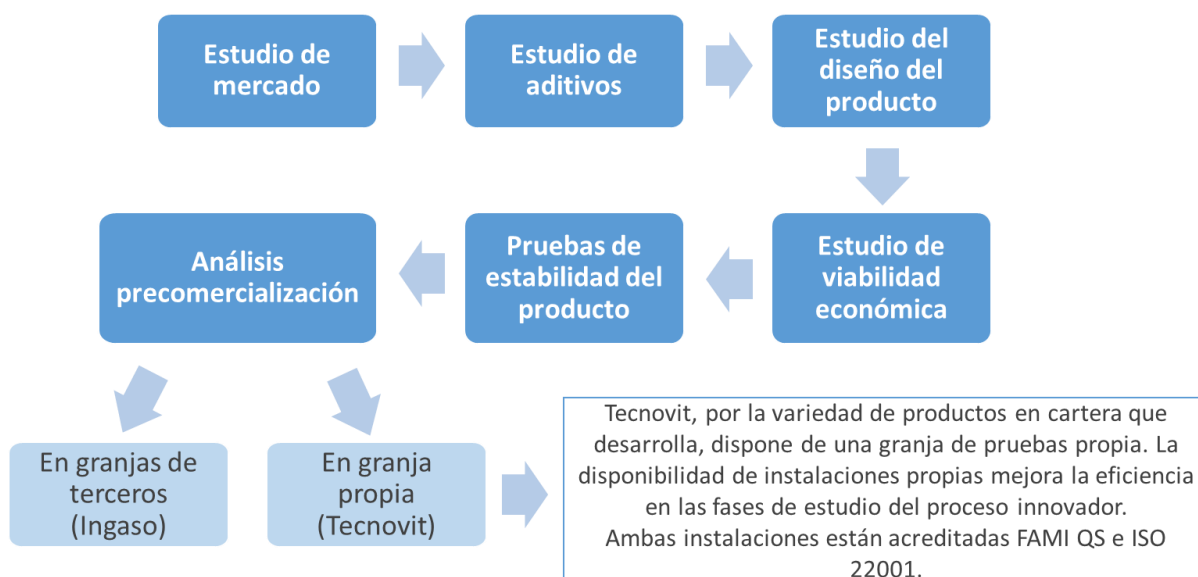 Estudio de
mercado
Estudio de
aditivos
Estudio del
diseño del
producto
Análisis
precomercialización
Pruebas de
estabilidad del
producto
Estudio de
viabilidad
económica
En granjas de
terceros
(Ingaso)
En granja
propia
(Tecnovit)
Tecnovit, por la variedad de productos en cartera que
desarrolla, dispone de una granja de pruebas propia. La
disponibilidad de instalaciones propias mejora la eficiencia
en las fases de estudio del proceso innovador.
Ambas instalaciones están acreditadas FAMI QS e ISO
22001.